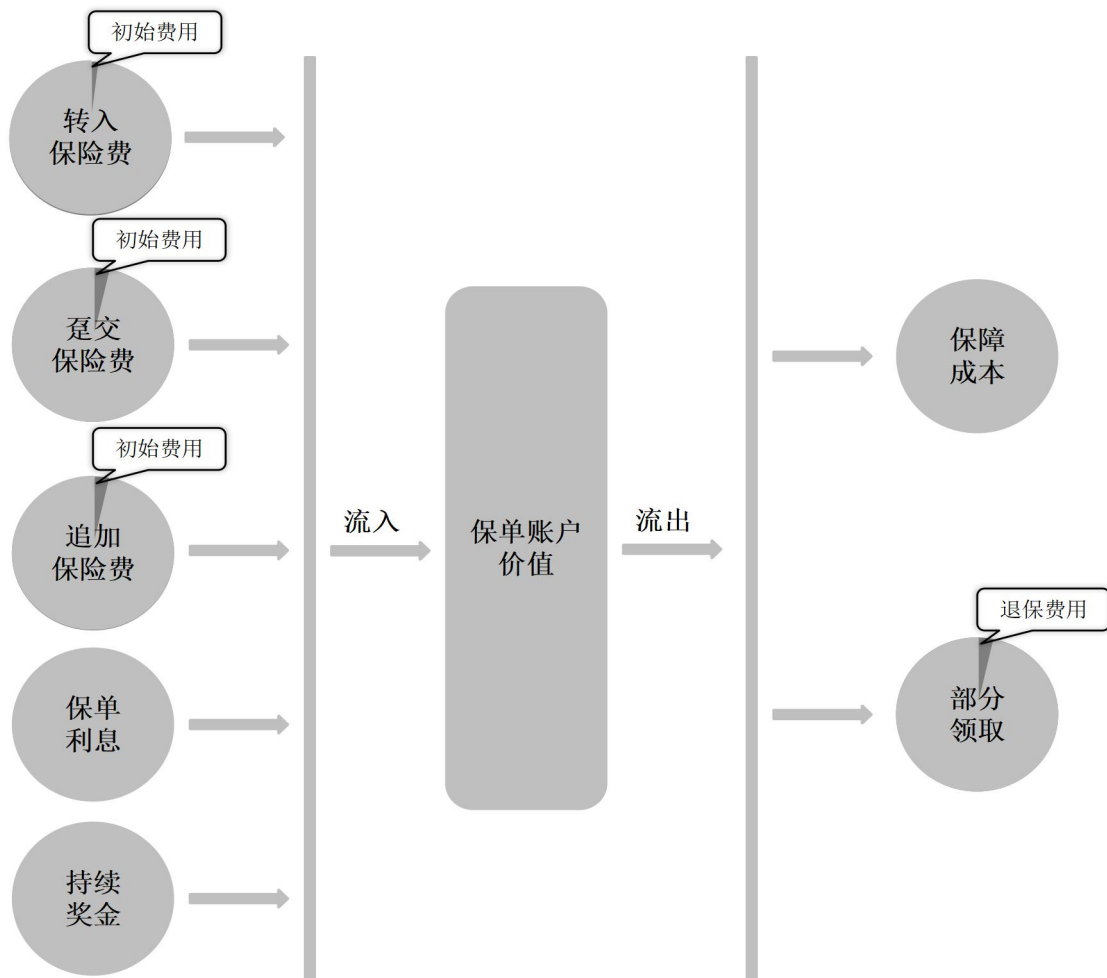 初始费用
转入
保险费
初始费用
趸交
保险费
初始费用
追加
保险费
保单
利息
持续
奖金
流入
保单账户
价值
流出
保障
成本
退保费用
部分
领取